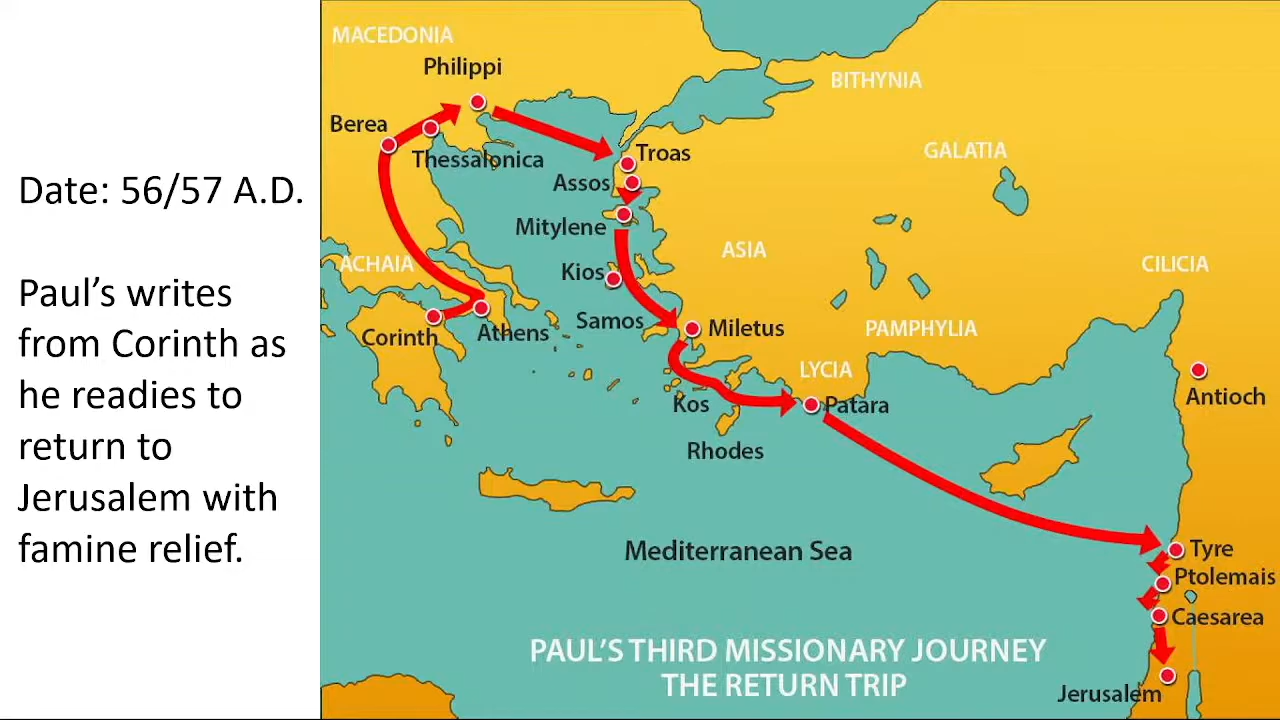 Date: 56/57 A.D.
Paul’s writes
from Corinth as
he readies to
return to
Jerusalem with
famine relief.
MACEDONIA
Philippi
BITHYNIA
Berea
Thessalonica
Troas
GALATIA
Assos
Mitylene
ASIA
ACHAIA
Kios
CILICIA
Samos
Miletus
PAMPHYLIA
Corinth
Athens
LYCIA
Antioch
Kos
Patara
Rhodes
Mediterranean Sea
Tyre
Ptolemais
Caesarea
PAUL’S THIRD MISSIONARY JOURNEY
THE RETURN TRIP
Jerusalem